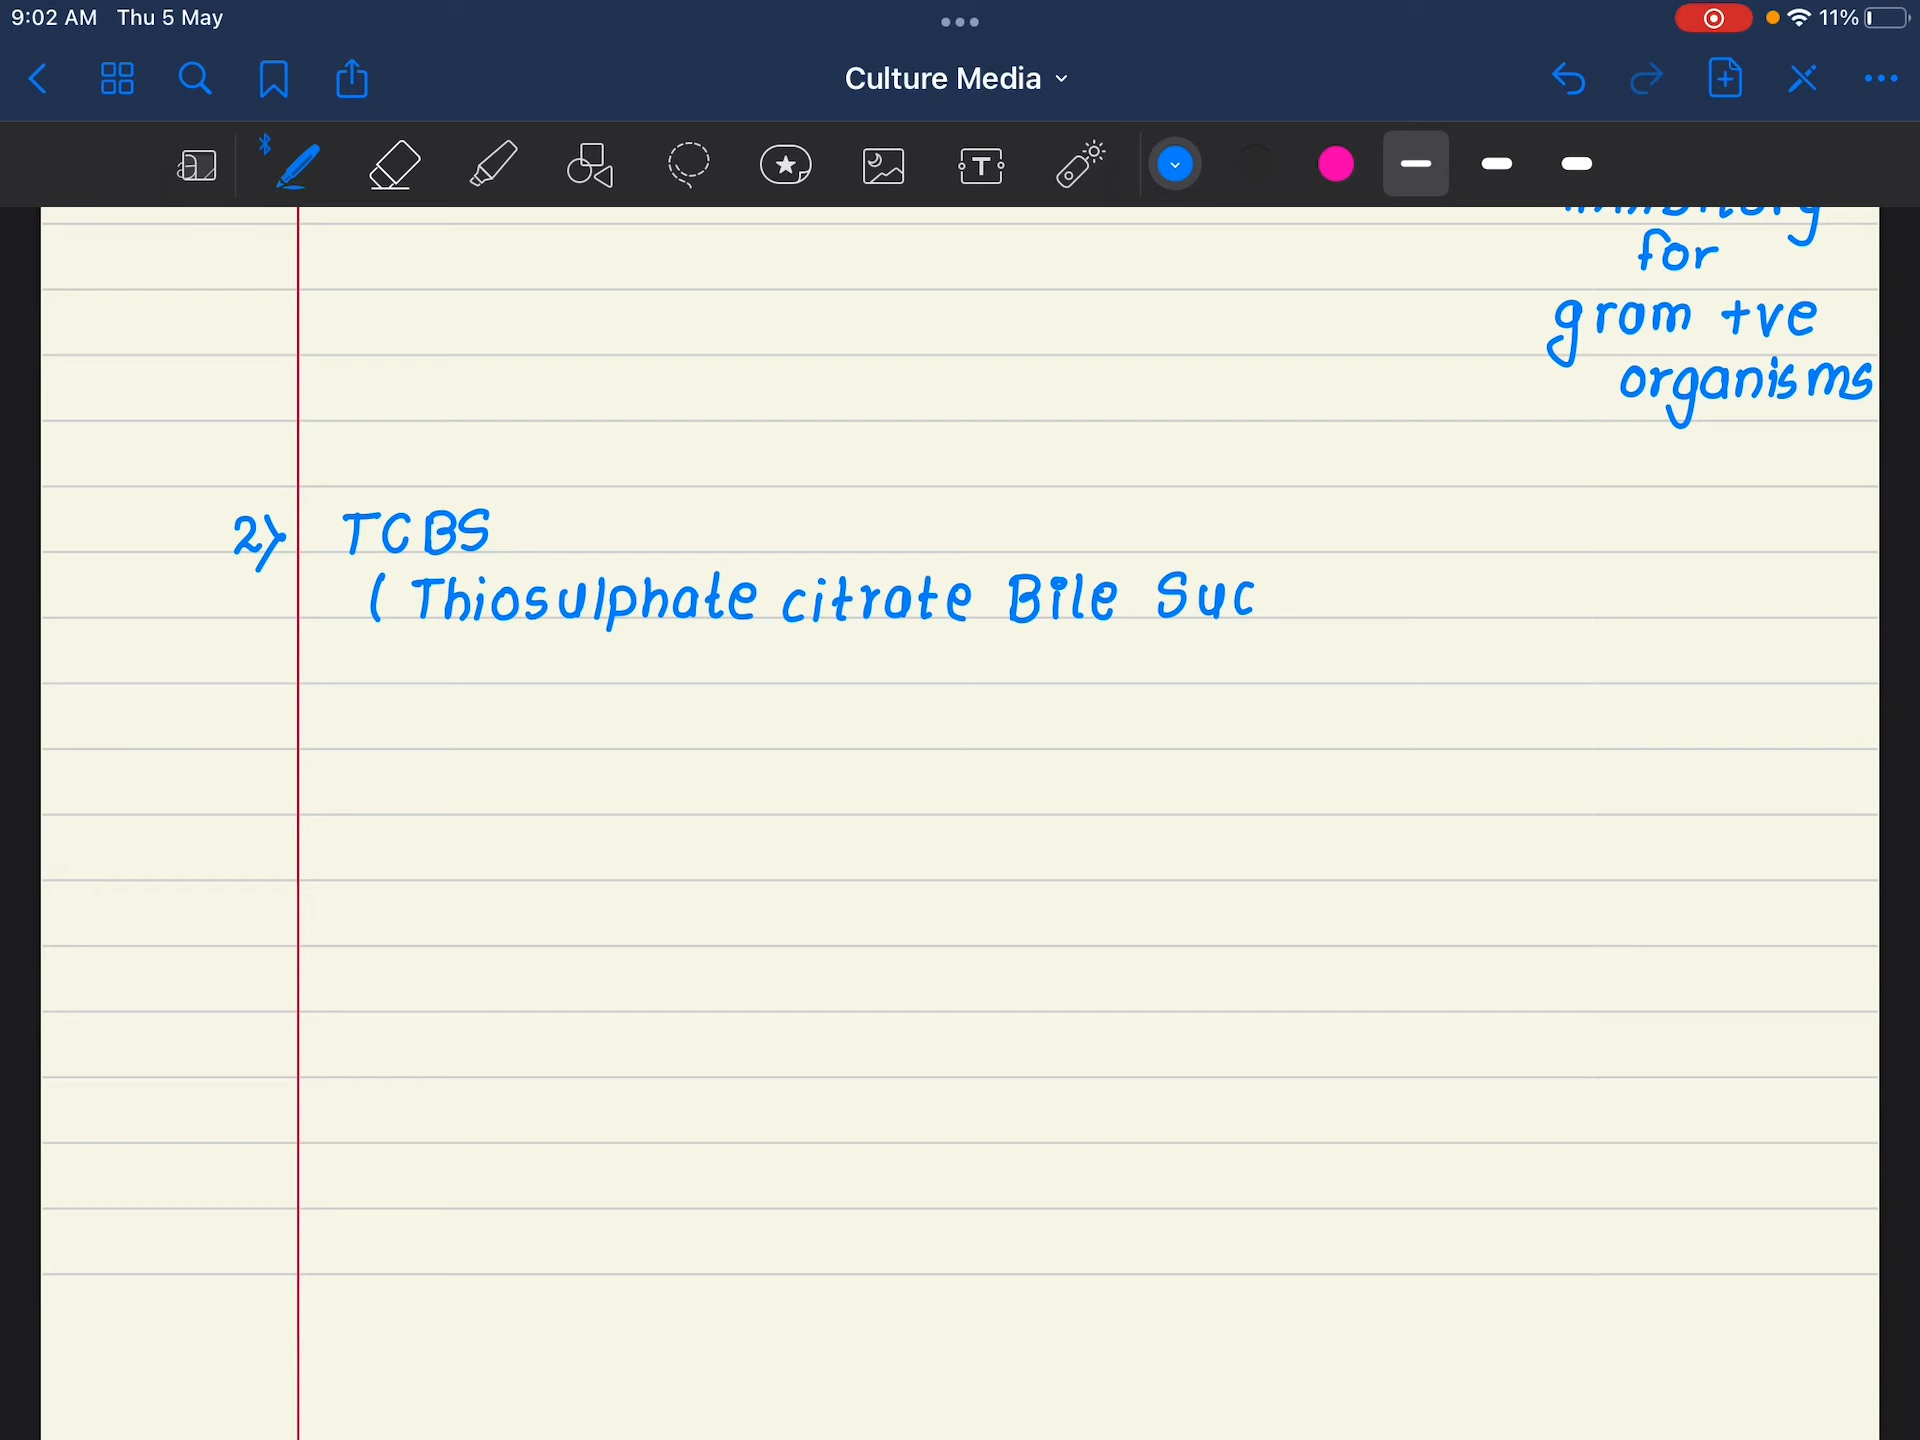 9:02 AM Thu 5 May
11%
Culture Media
T
inhibitory
for
gram +ve
organisms
2) TCBS
( Thiosulphate citrate Bile Suc